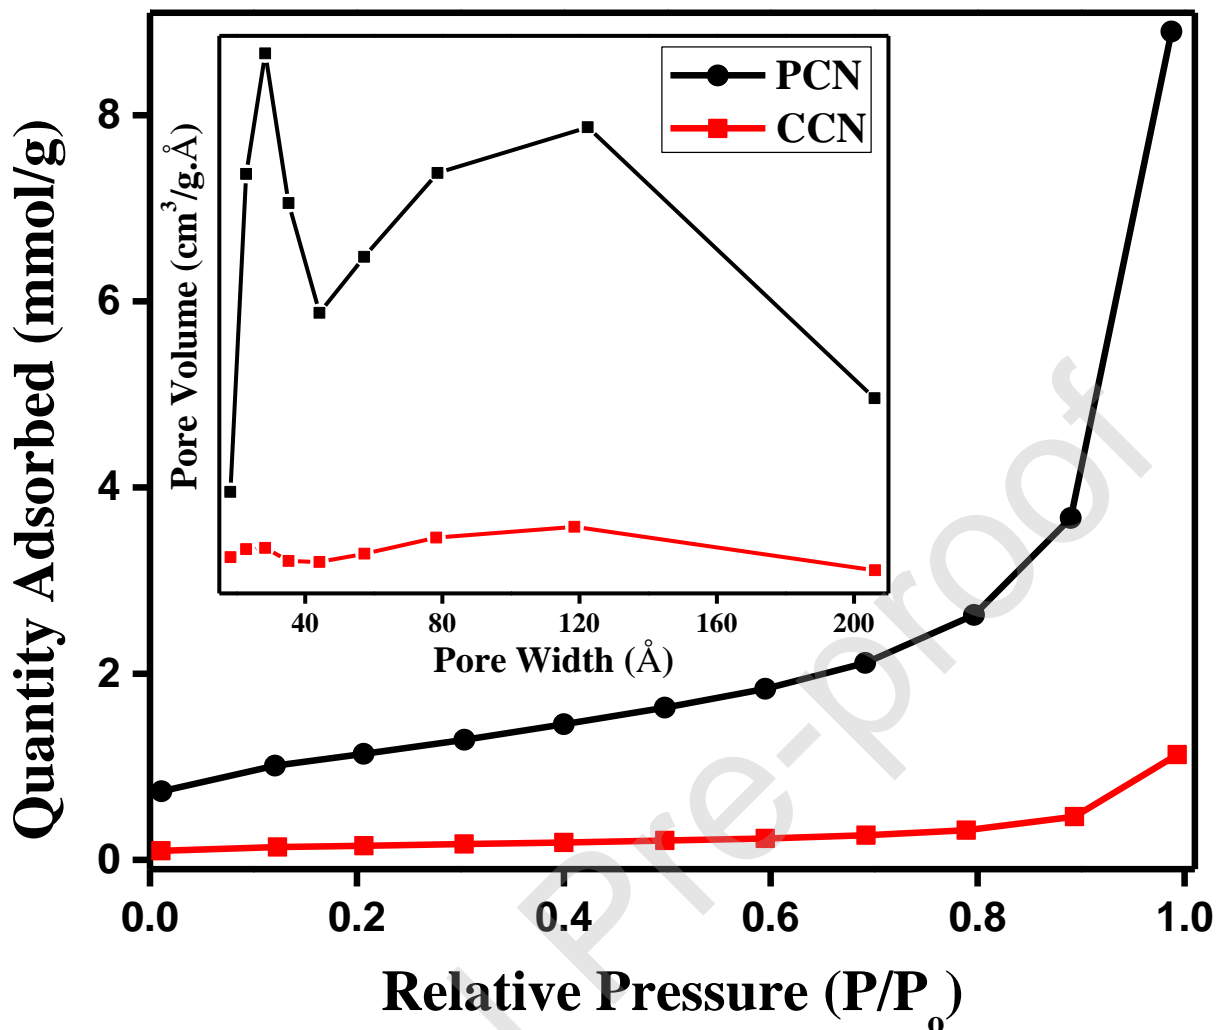 PCN
CCN
Pore Volume (cm³/g.Å)
40 80 120 160 200
Pore Width (Å)
Quantity Adsorbed (mmol/g)
8
6
4
2
0
0.0 0.2 0.4 0.6 0.8 1.0
Relative Pressure (P/Pₒ)
l Pre-proof